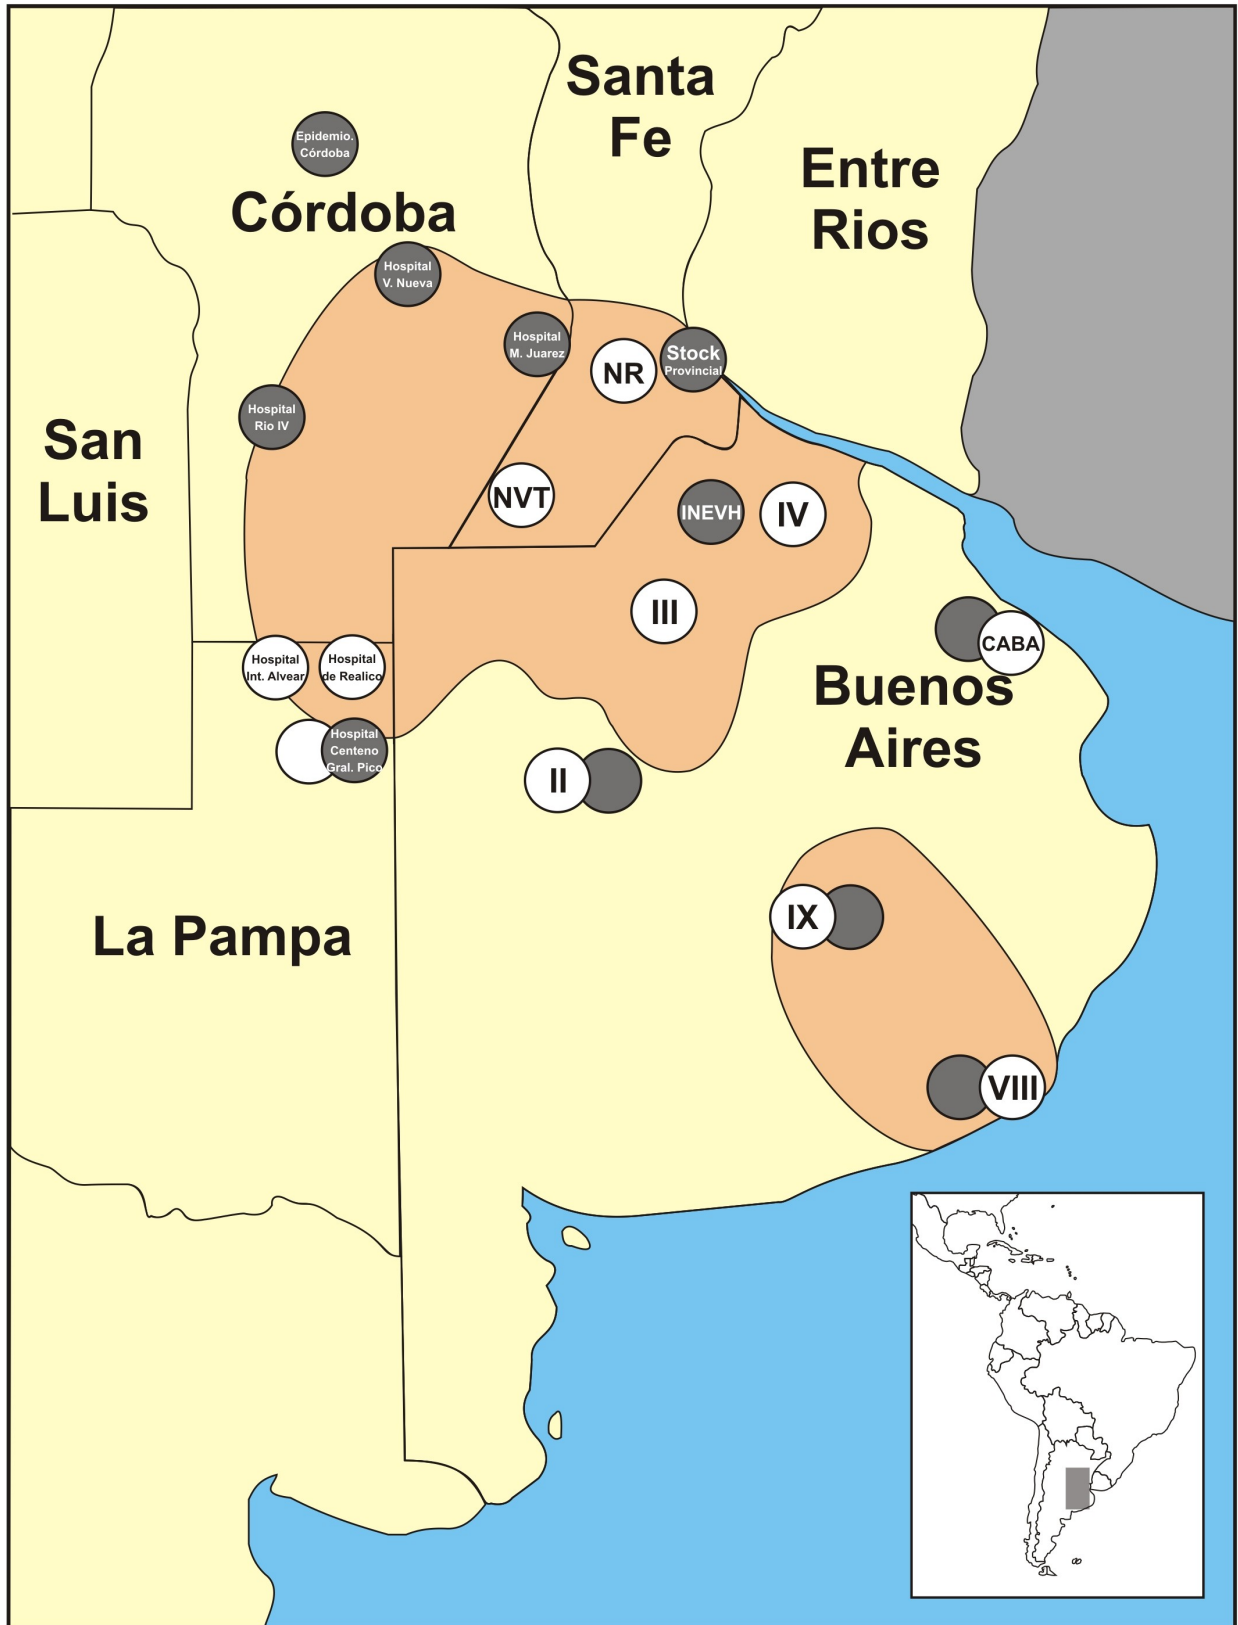 Santa
Fe
Epidemio.
Córdoba
Entre
Rios
Córdoba
Hospital
V. Nueva
Hospital
M. Juarez
NR
Stock
Provincial
Hospital
Rio IV
San
Luis
NVT
INEVH
IV
III
CABA
Hospital
Int. Alvear
Hospital
de Realico
Buenos
Aires
Hospital
Centeno
Gral. Pico
II
IX
La Pampa
VIII